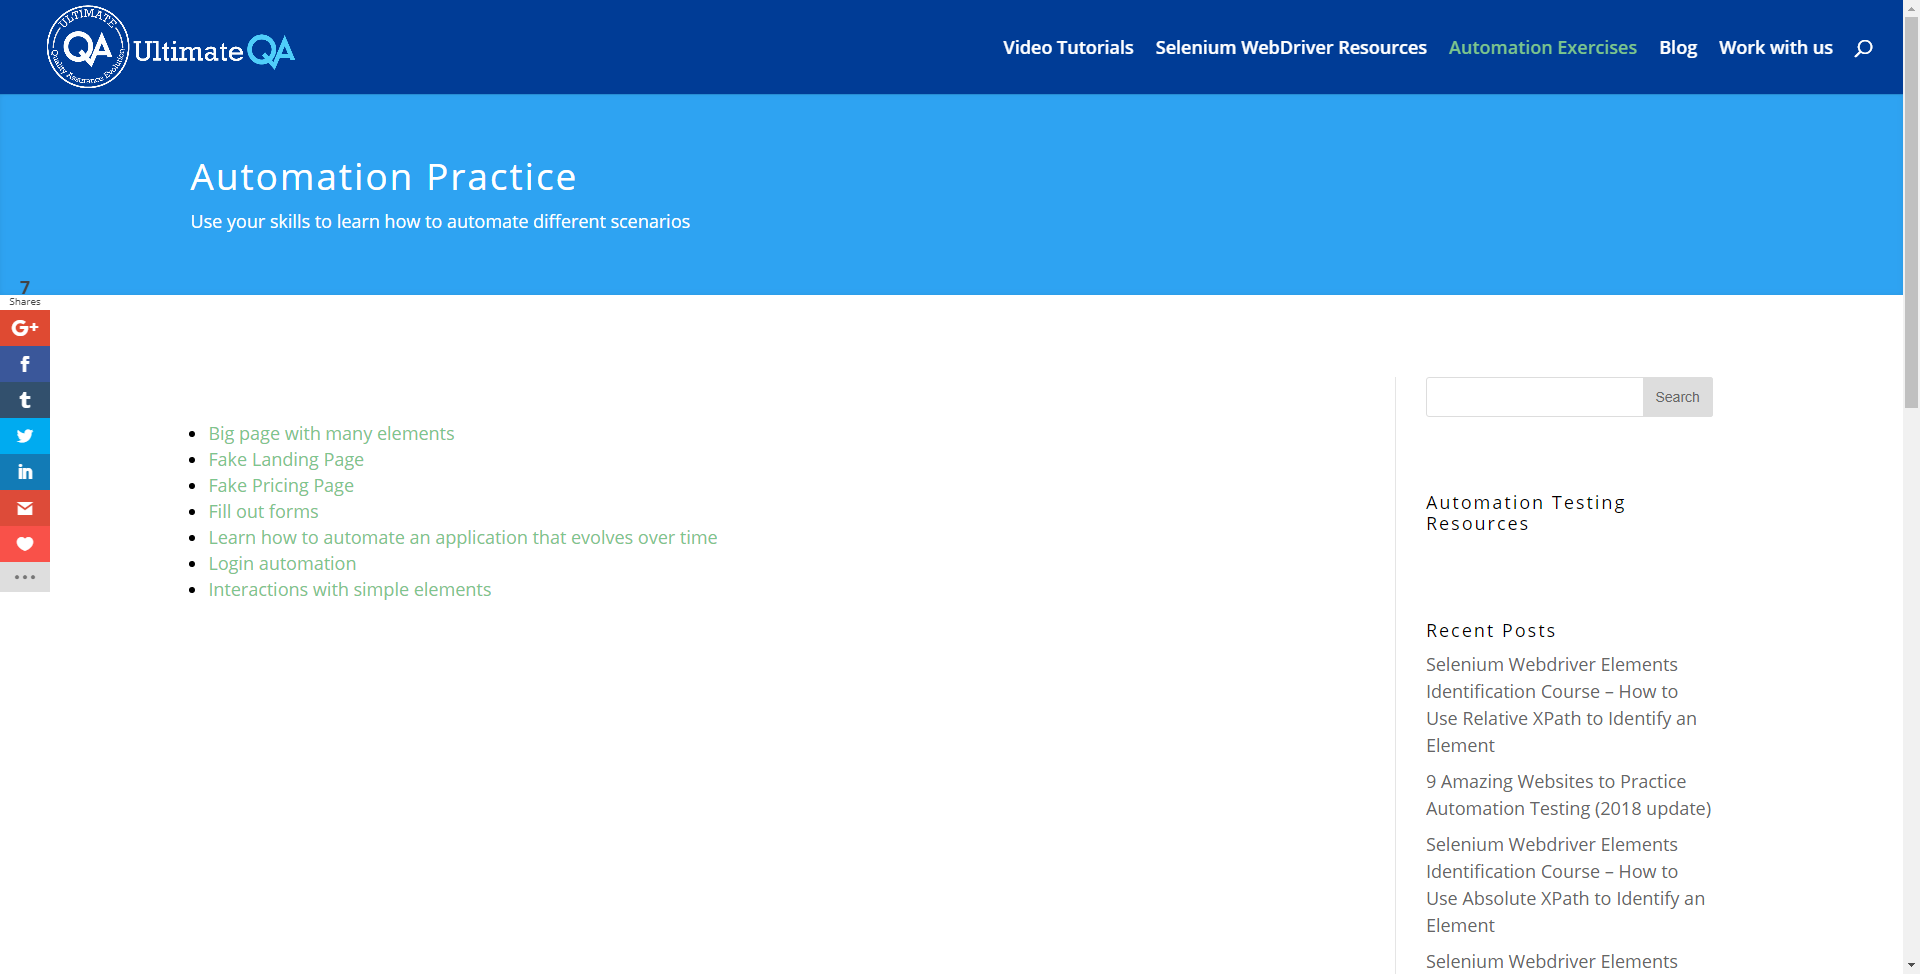 ULTIMATE
QA
Quality Assurance Evolution
UltimateQA
Video Tutorials
Selenium WebDriver Resources
Automation Exercises
Blog
Work with us
Automation Practice
Use your skills to learn how to automate different scenarios
7
Shares
G+
f
t
in
Big page with many elements
Fake Landing Page
Fake Pricing Page
Fill out forms
Learn how to automate an application that evolves over time
Login automation
Interactions with simple elements
Search
Automation Testing
Resources
Recent Posts
Selenium Webdriver Elements
Identification Course – How to
Use Relative XPath to Identify an
Element
9 Amazing Websites to Practice
Automation Testing (2018 update)
Selenium Webdriver Elements
Identification Course – How to
Use Absolute XPath to Identify an
Element
Selenium Webdriver Elements